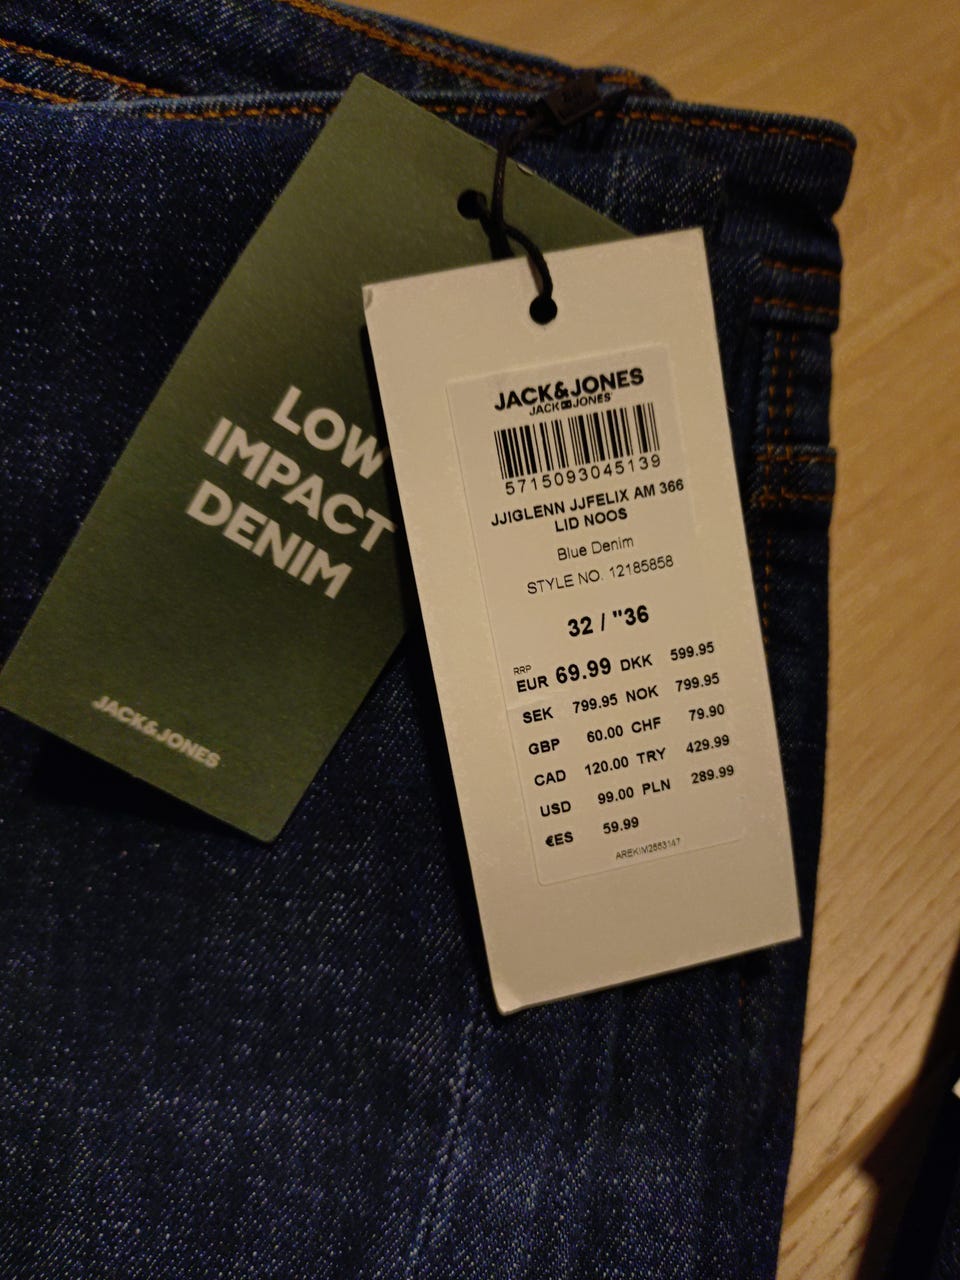 LOW
IMPACT
DENIM
JACK&JONES
JACK&JONES
JACK JONES
5715093045139
JJIGLENN JJFELIX AM 366
LID NOOS
Blue Denim
STYLE NO. 12185858
32 / "36
RRP
EUR 69.99 DKK 599.95
SEK 799.95 NOK 799.95
GBP 60.00 CHF 79.90
CAD 120.00 TRY 429.99
USD 99.00 PLN 289.99
€ES 59.99
AREKIM2663147